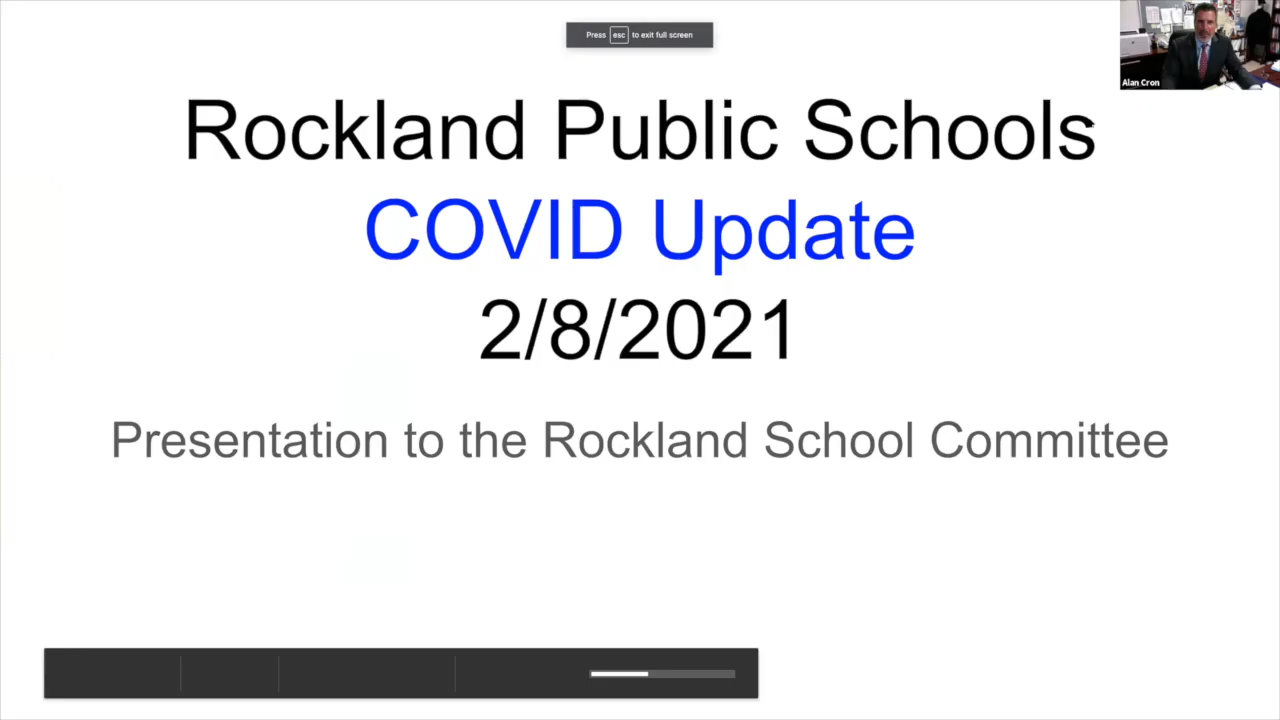 Press esc to exit full screen
Alan Cron
Rockland Public Schools
COVID Update
2/8/2021
Presentation to the Rockland School Committee